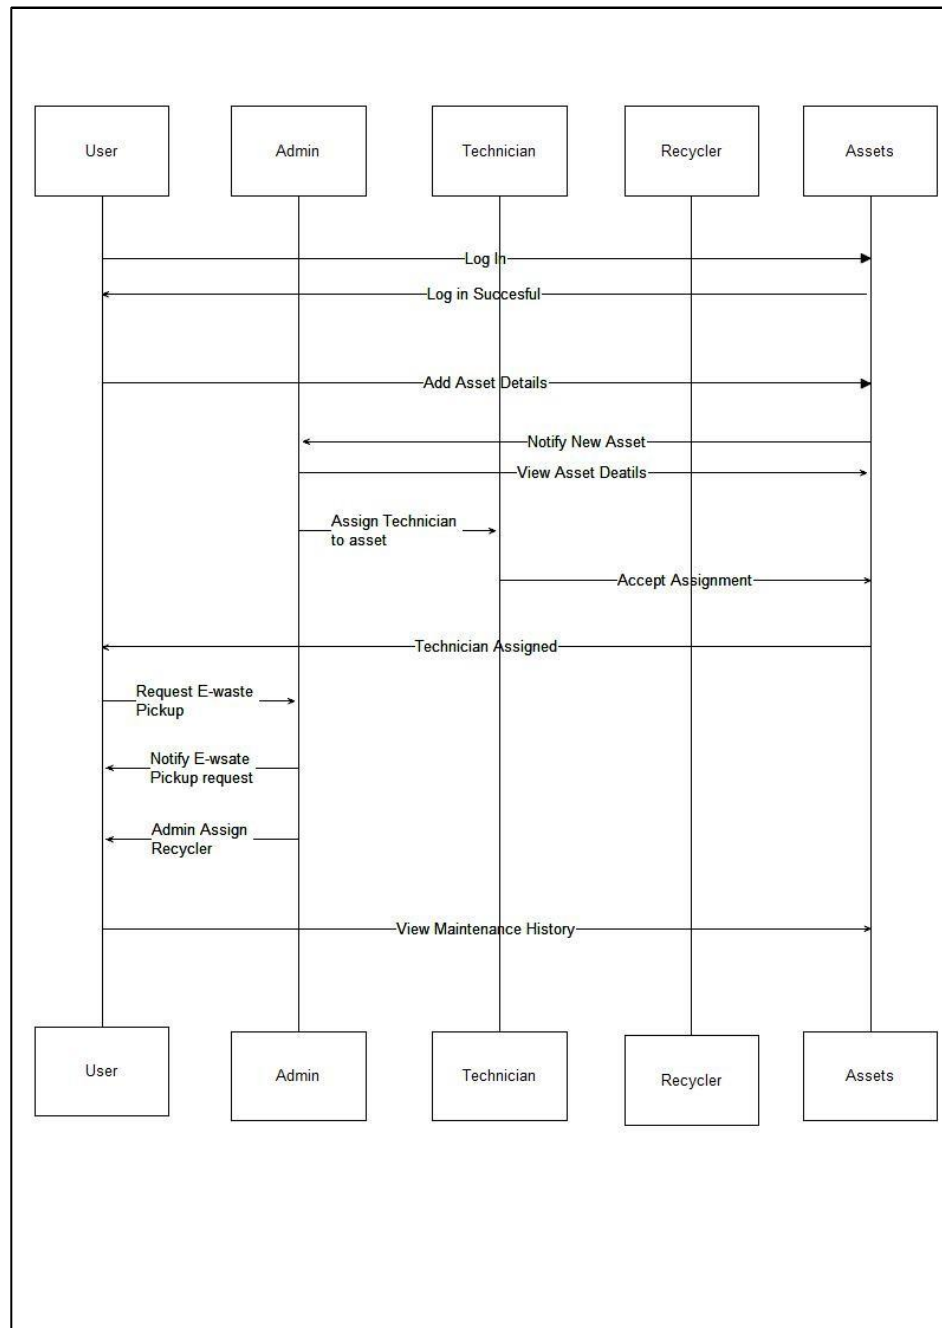 User
Admin
Technician
Recycler
Assets
Log In
Log in Succesful
Add Asset Details
Notify New Asset
View Asset Deatils
Assign Technician
to asset
Accept Assignment
Technician Assigned
Request E-waste
Pickup
Notify E-wsate
Pickup request
Admin Assign
Recycler
View Maintenance History
User
Admin
Technician
Recycler
Assets